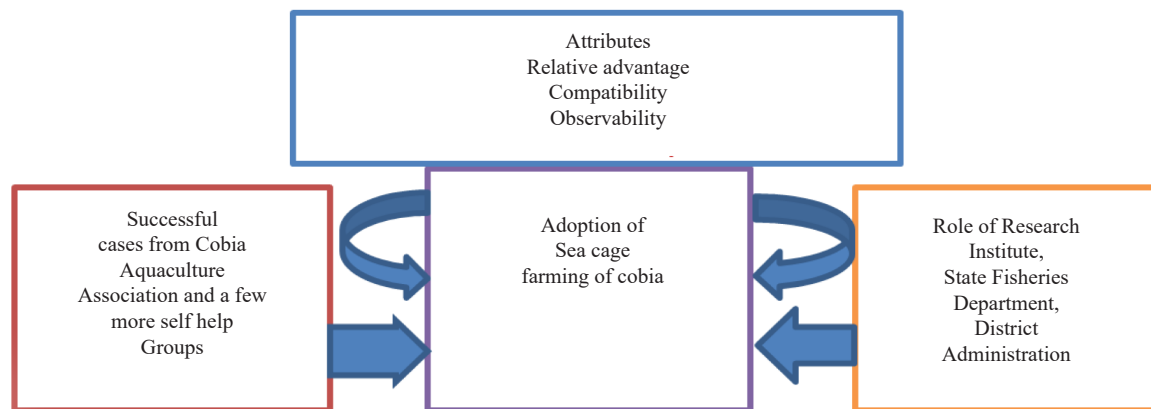 Attributes
Relative advantage
Compatibility
Observability
Successful
cases from Cobia
Aquaculture
Association and a few
more self help
Groups
Adoption of
Sea cage
farming of cobia
Role of Research
Institute,
State Fisheries
Department,
District
Administration